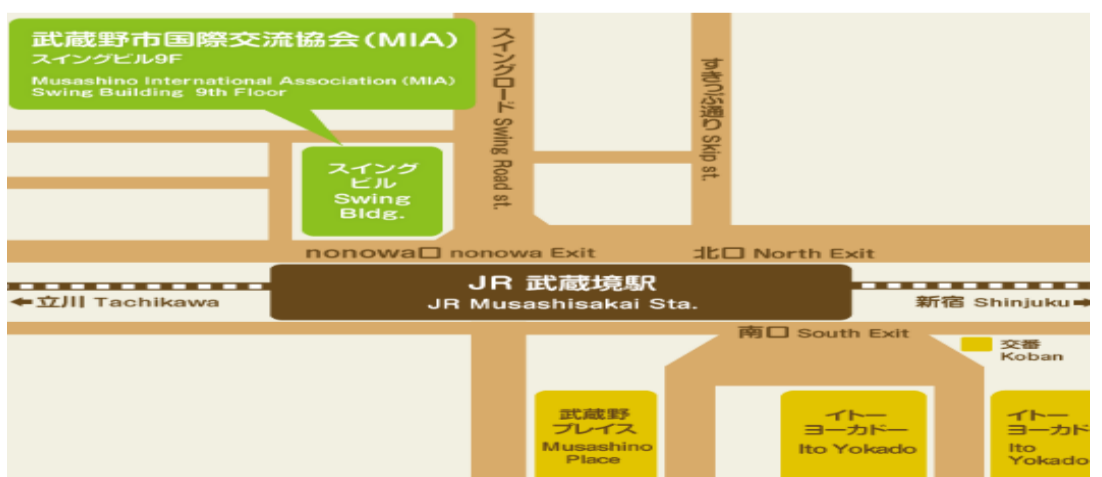 武蔵野市国際交流協会(MIA)
スイングビル9F
Musashino International Association (MIA)
Swing Building 9th Floor
スイングロード Swing Road st.
すきっぷ通り Skip st.
スイング
ビル
Swing
Bldg.
nonowa口 nonowa Exit
北口 North Exit
JR 武蔵境駅
JR Musashisakai Sta.
←立川 Tachikawa
新宿 Shinjuku→
南口 South Exit
交番
Koban
武蔵野
プレイス
Musashino
Place
イトー
ヨーカドー
Ito Yokado
イトー
ヨーカド
Ito
Yokado